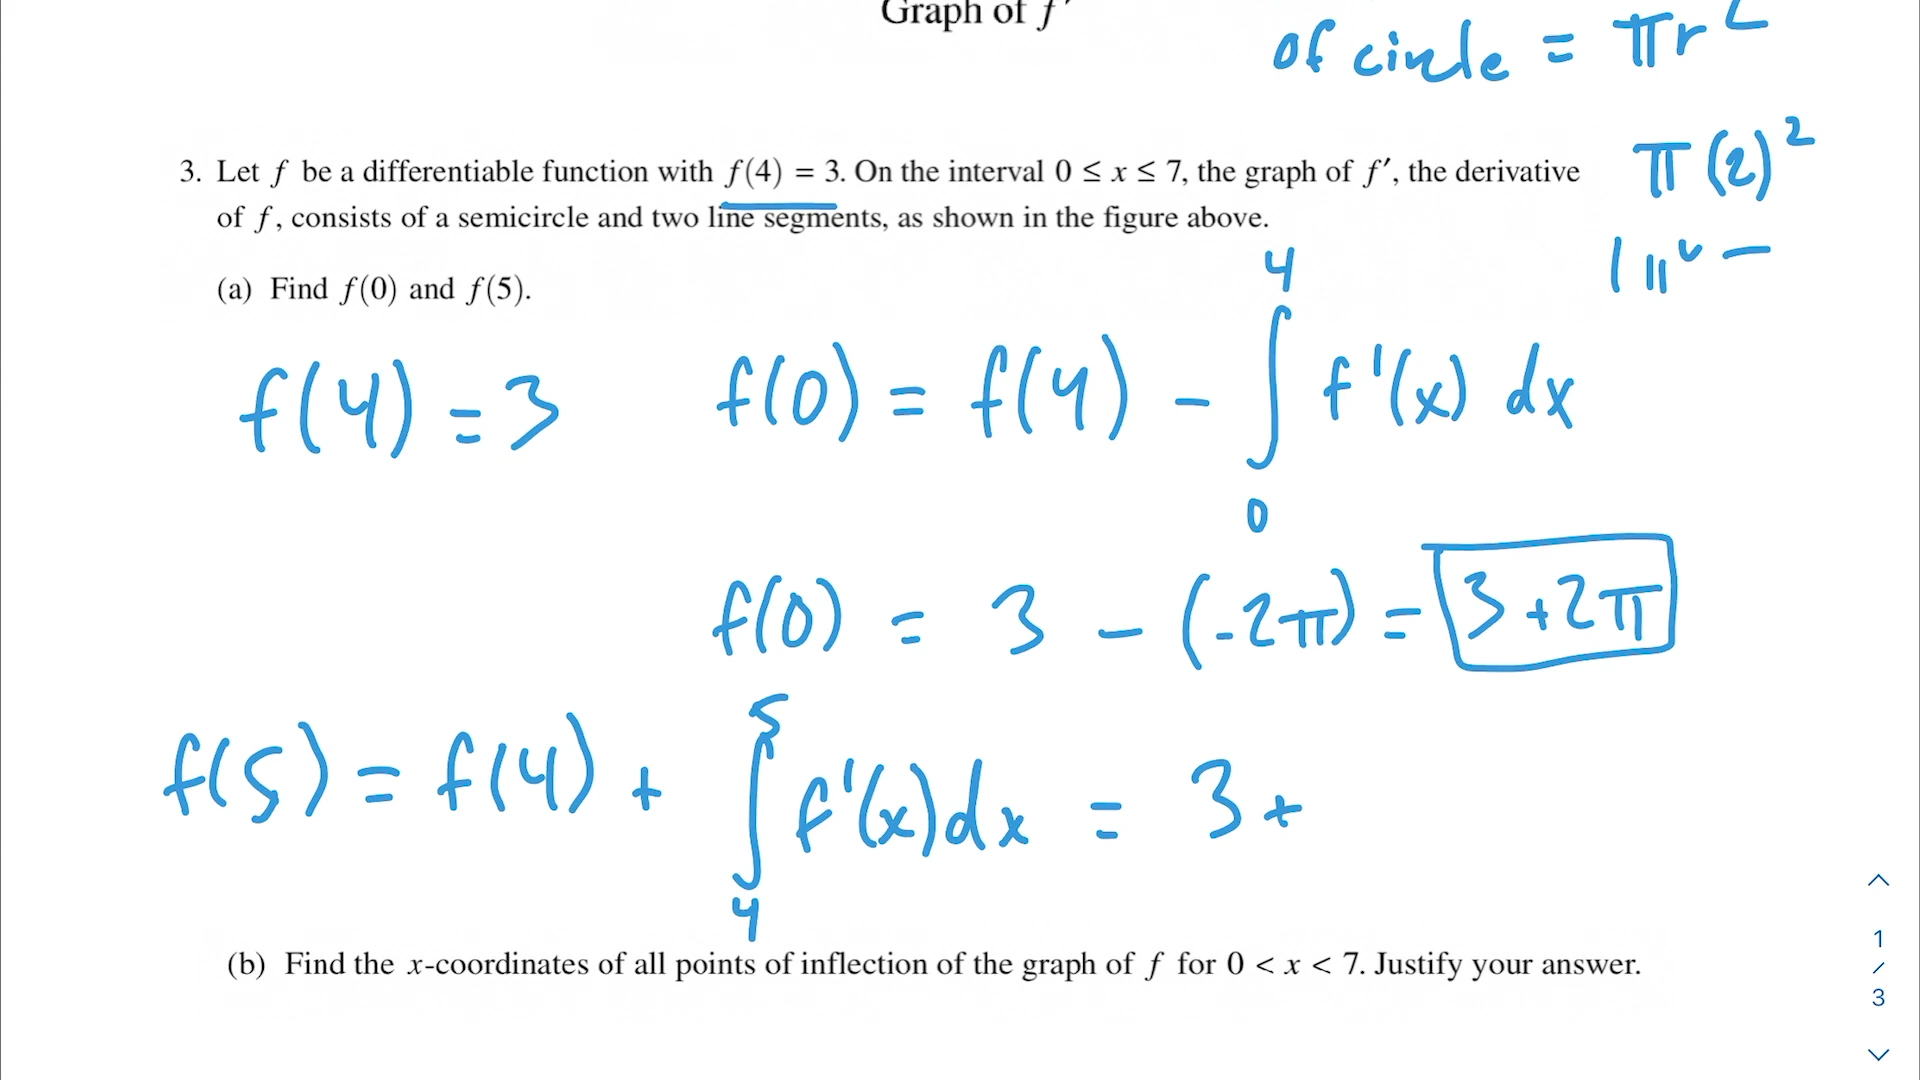 Graph of f′
of circle = πr²
3. Let f be a differentiable function with f(4) = 3. On the interval 0 ≤ x ≤ 7, the graph of f′, the derivative
π(2)²
of f, consists of a semicircle and two line segments, as shown in the figure above.
(a) Find f(0) and f(5).
f(4) = 3
f(0) = f(4) - ∫₀⁴ f'(x) dx
f(0) = 3 - (-2π) = 3 + 2π
f(5) = f(4) + ∫₄⁵ f'(x)dx = 3 +
(b) Find the x-coordinates of all points of inflection of the graph of f for 0 < x < 7. Justify your answer.
1
/
3